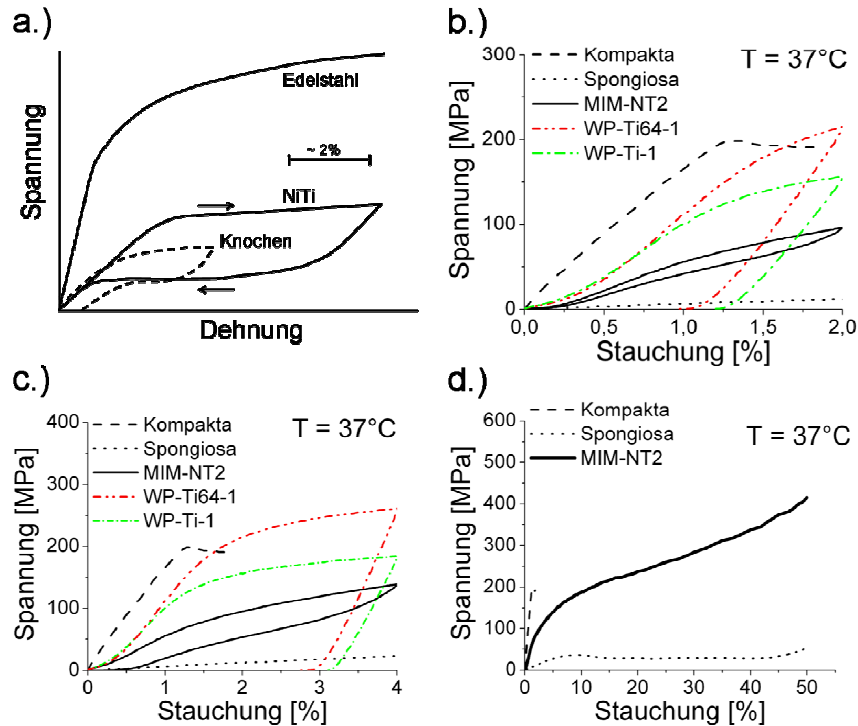 a.)
Spannung
Edelstahl
~ 2%
NiTi
Knochen
Dehnung
b.)
T = 37°C
Kompakta
Spongiosa
MIM-NT2
WP-Ti64-1
WP-Ti-1
300
200
100
0
Spannung [MPa]
0,0 0,5 1,0 1,5 2,0
Stauchung [%]
c.)
T = 37°C
Kompakta
Spongiosa
MIM-NT2
WP-Ti64-1
WP-Ti-1
400
300
200
100
0
Spannung [MPa]
0 1 2 3 4
Stauchung [%]
d.)
T = 37°C
Kompakta
Spongiosa
MIM-NT2
600
500
400
300
200
100
0
Spannung [MPa]
0 10 20 30 40 50
Stauchung [%]